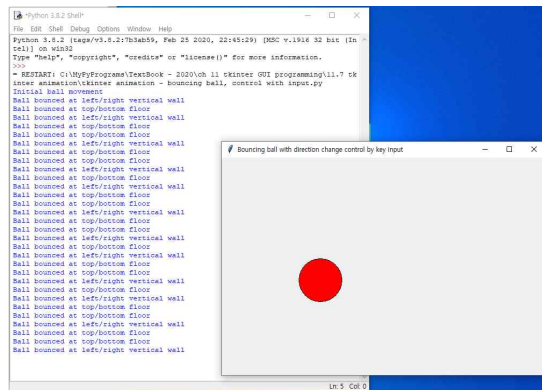 *Python 3.8.2 Shell*
File Edit Shell Debug Options Window Help
Python 3.8.2 (tags/v3.8.2:7b3ab59, Feb 25 2020, 22:45:29) [MSC v.1916 32 bit (In
tel)] on win32
Type "help", "copyright", "credits" or "license()" for more information.
>>>
= RESTART: C:\MyPyPrograms\TextBook - 2020\ch 11 tkinter GUI programming\11.7 tk
inter animation\tkinter animation - bouncing ball, control with input.py
Initial ball movement
Ball bounced at left/right vertical wall
Ball bounced at top/bottom floor
Ball bounced at left/right vertical wall
Ball bounced at top/bottom floor
Ball bounced at top/bottom floor
Ball bounced at left/right vertical wall
Ball bounced at top/bottom floor
Ball bounced at left/right vertical wall
Ball bounced at top/bottom floor
Ball bounced at left/right vertical wall
Ball bounced at top/bottom floor
Ball bounced at top/bottom floor
Ball bounced at left/right vertical wall
Ball bounced at top/bottom floor
Ball bounced at left/right vertical wall
Ball bounced at top/bottom floor
Ball bounced at left/right vertical wall
Ball bounced at top/bottom floor
Ball bounced at top/bottom floor
Ball bounced at left/right vertical wall
Ball bounced at top/bottom floor
Ball bounced at left/right vertical wall
Ball bounced at top/bottom floor
Ball bounced at left/right vertical wall
Ball bounced at top/bottom floor
Ball bounced at top/bottom floor
Ball bounced at left/right vertical wall
Ln: 5 Col: 0
Bouncing ball with direction change control by key input